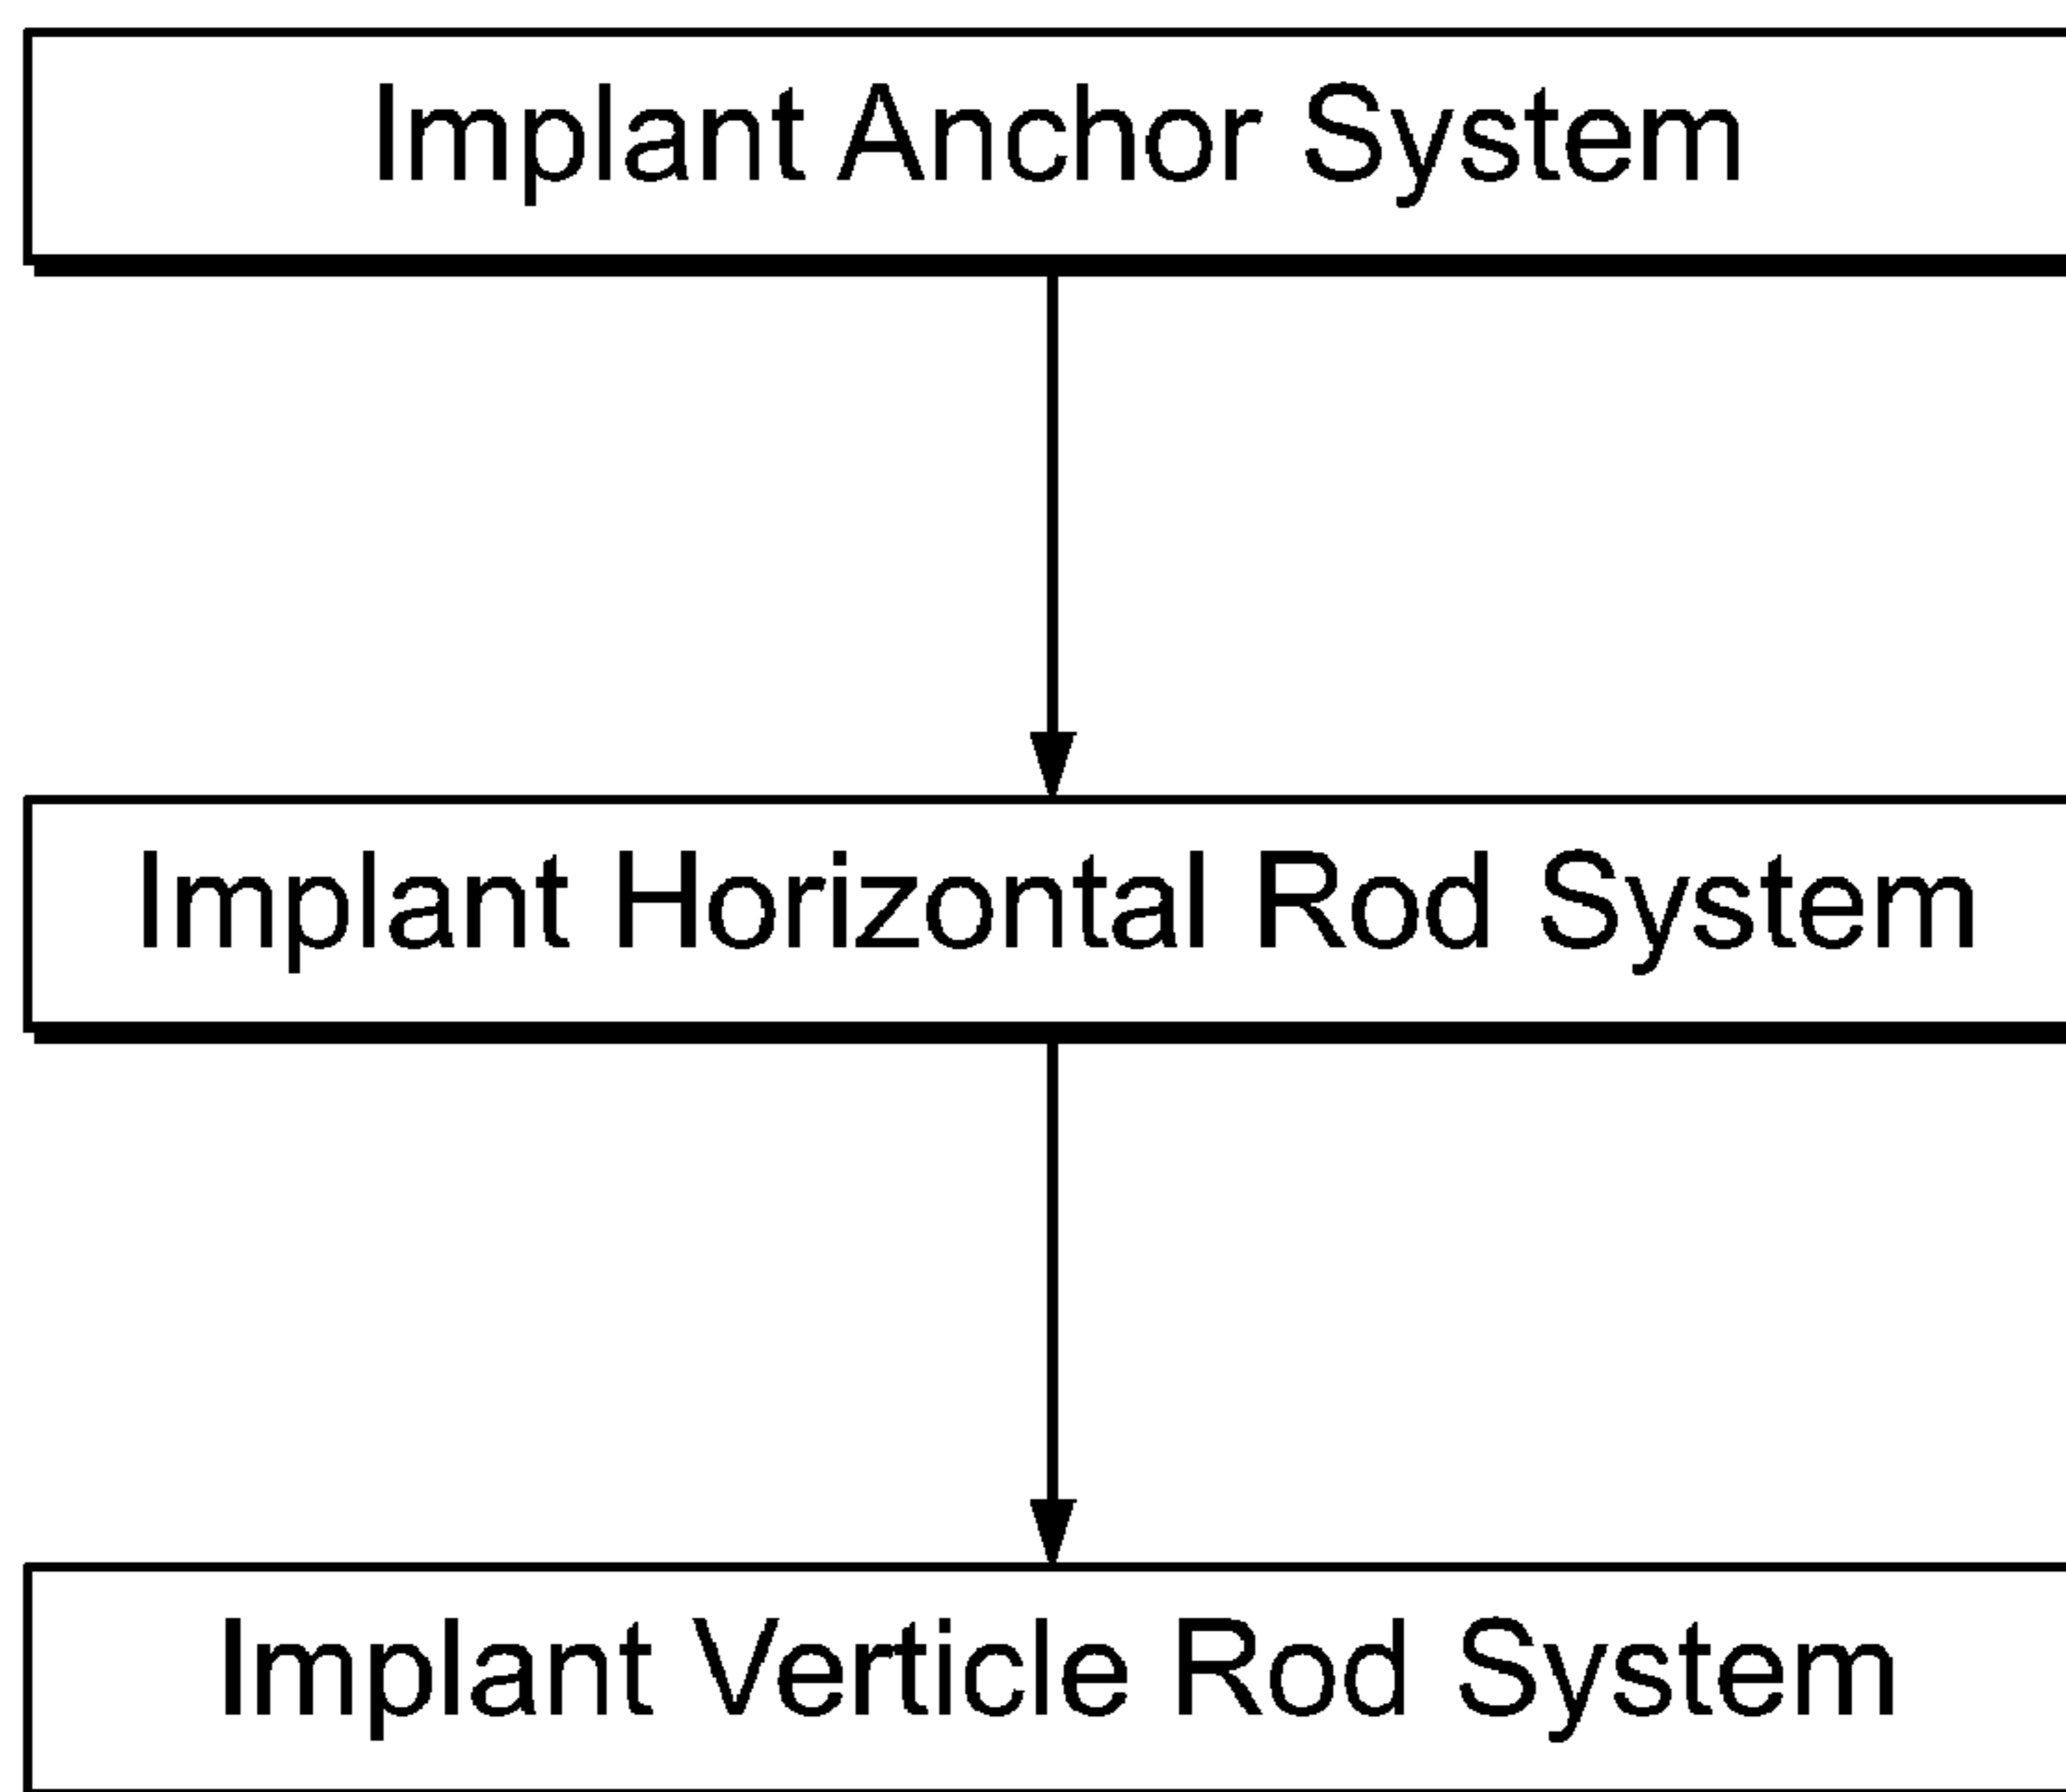 Implant Anchor System
Implant Horizontal Rod System
Implant Verticle Rod System